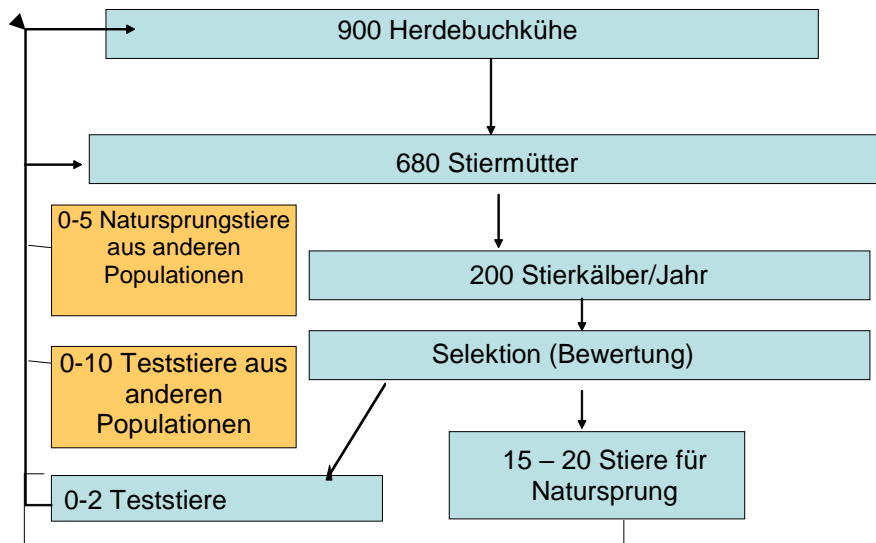 900 Herdebuchkühe
680 Stiermütter
0-5 Natursprungstiere
aus anderen
Populationen
200 Stierkälber/Jahr
Selektion (Bewertung)
0-10 Teststiere aus
anderen
Populationen
15 – 20 Stiere für
Natursprung
0-2 Teststiere